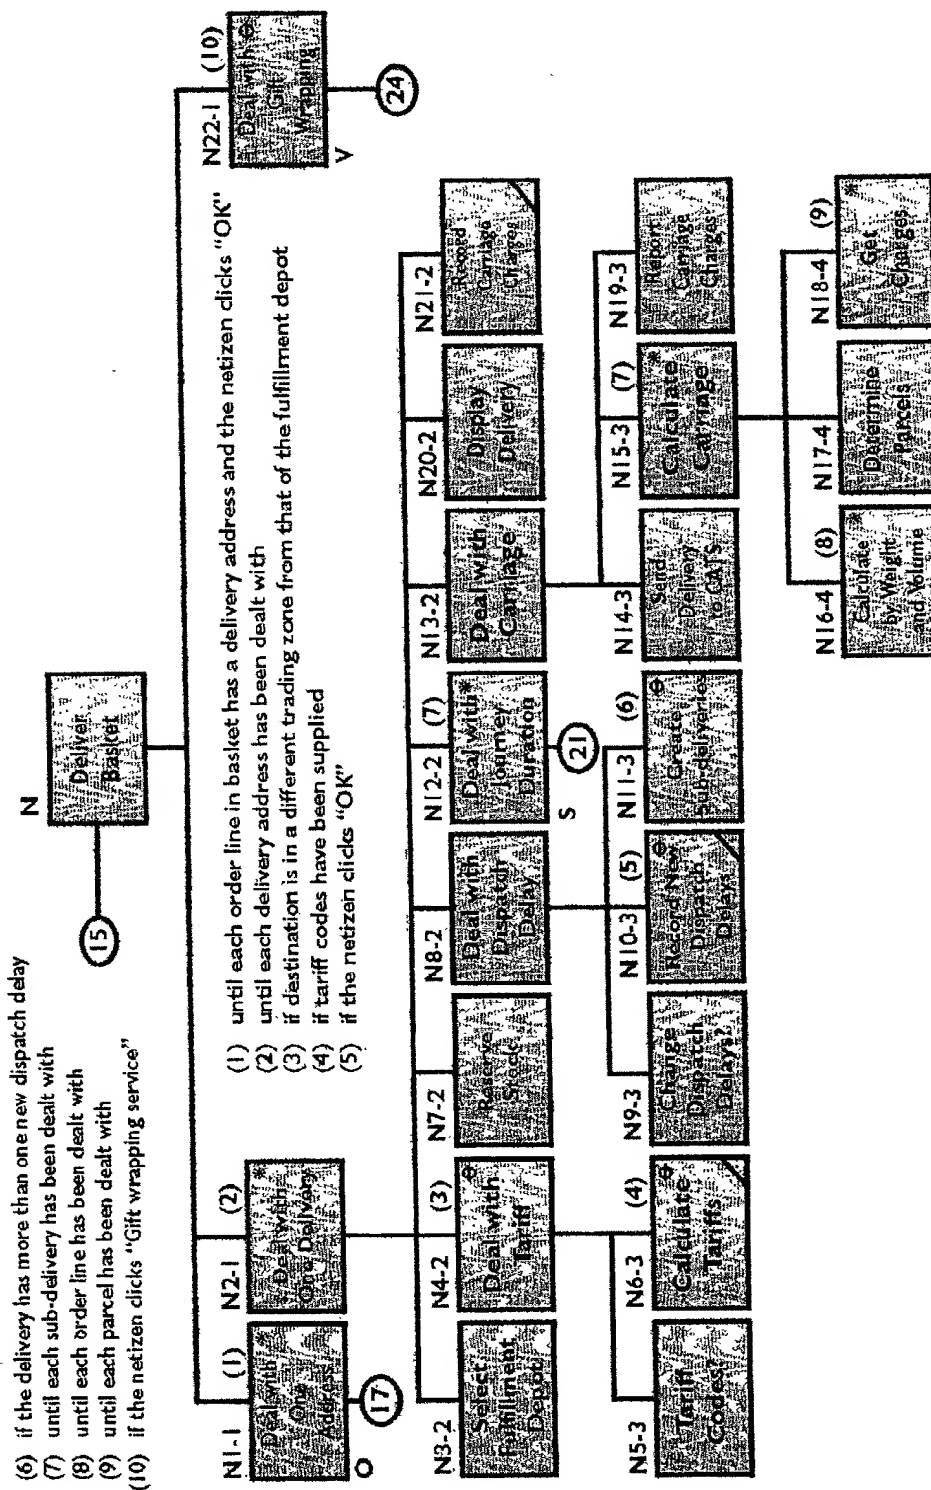 N
Deliver
Basket
15
(6) if the delivery has more than one new dispatch delay
(7) until each sub-delivery has been dealt with
(8) until each order line has been dealt with
(9) until each parcel has been dealt with
(10) if the netizen clicks “Gift wrapping service”
N1-1 (1)
Deal with *
One
Address
O
17
N2-1 (2)
Deal with *
One Delivery
N22-1 (10)
Deal with o
Gift
Wrapping
V
24
(1) until each order line in basket has a delivery address and the netizen clicks “OK”
(2) until each delivery address has been dealt with
(3) if destination is in a different trading zone from that of the fulfillment depot
(4) if tariff codes have been supplied
(5) if the netizen clicks “OK”
N3-2
Select
Fulfillment
Depot
N4-2 (3)
Deal with o
Tariff
N7-2
Reserve
Stock
N8-2
Deal with
Dispatch
Delay
N12-2 (7)
Deal with *
Journey
Duration
S
21
N13-2
Deal with
Carriage
N20-2
Display
Delivery
N21-2
Record
Carriage
Charges
N5-3
Tariff
Codes?
N6-3 (4)
Calculate o
Tariffs
N9-3
Change
Dispatch
Delays?
N10-3 (5)
Record New o
Dispatch
Delays
N11-3 (6)
Create o
Sub-deliveries
N14-3
Send
Delivery
to CATS
N15-3 (7)
Calculate *
Carriage
N19-3
Report
Carriage
Charges
N16-4 (8)
Calculate *
by Weight
and Volume
N17-4
Determine
Parcels
N18-4 (9)
Get *
Charges